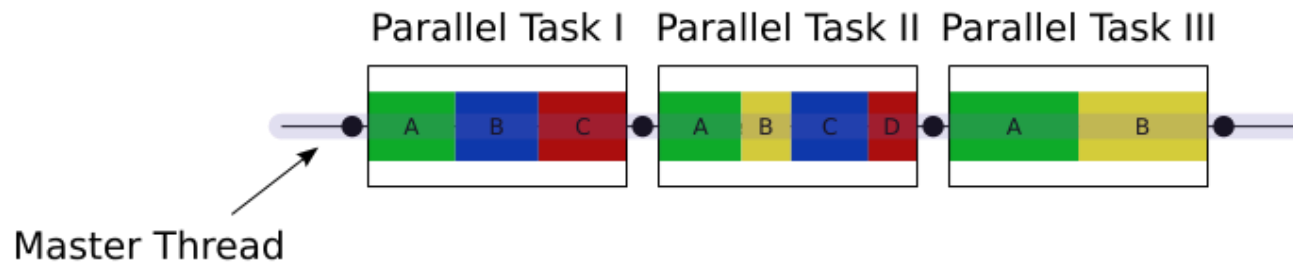 Parallel Task I
Parallel Task II
Parallel Task III
A B C
A B C D
A B
Master Thread